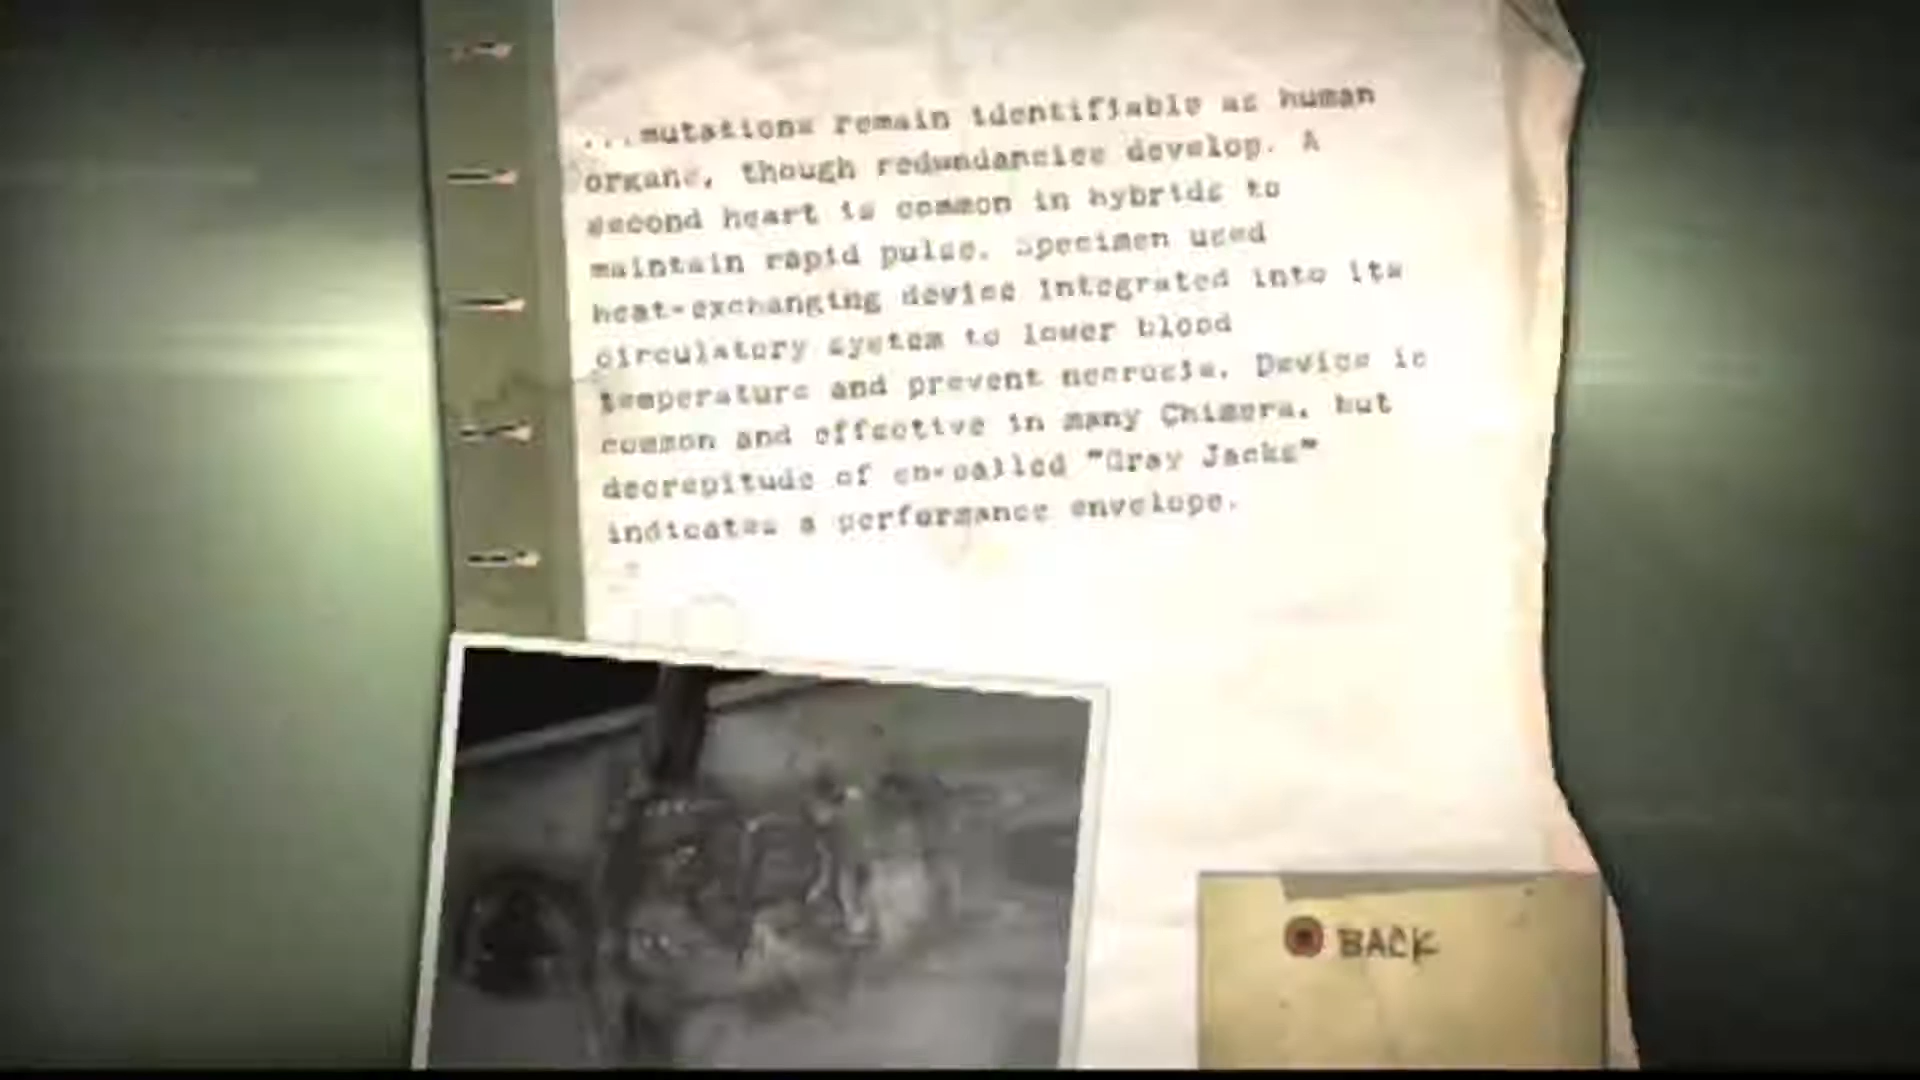 ...mutations remain identifiable as human
organs, though redundancies develop. A
second heart is common in hybrids to
maintain rapid pulse. Specimen used
heat-exchanging device integrated into its
circulatory system to lower blood
temperature and prevent necrosis. Device is
common and effective in many Chimera, but
decrepitude of so-called "Gray Jacks"
indicates a performance envelope.
BACK